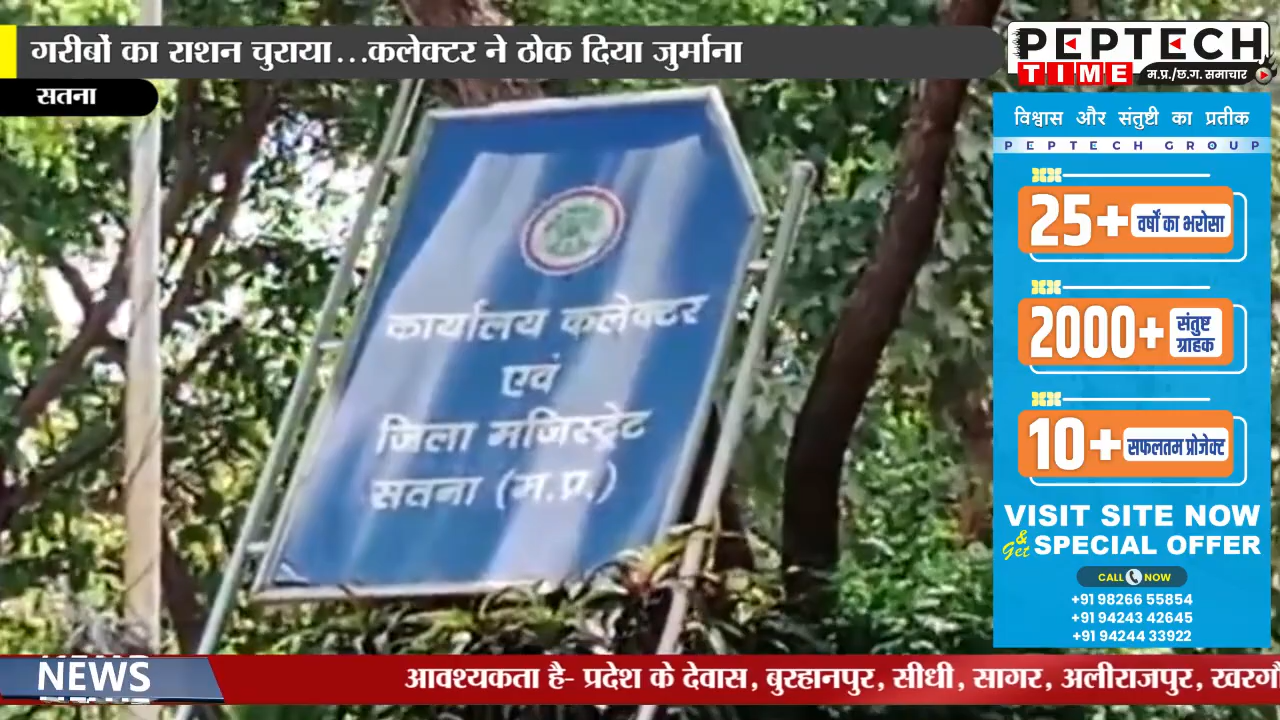 गरीबों का राशन चुराया...कलेक्टर ने ठोक दिया जुर्माना
सतना
PEPTECH
TIME
म.प्र./छ.ग. समाचार
विश्वास और संतुष्टी का प्रतीक
PEPTECH GROUP
25+ वर्षों का भरोसा
2000+ संतुष्ट ग्राहक
10+ सफलतम प्रोजेक्ट
VISIT SITE NOW
& Get SPECIAL OFFER
CALL NOW
+91 98266 55854
+91 94243 42645
+91 94244 33922
कार्यालय कलेक्टर
एवं
जिला मजिस्ट्रेट
सतना (म.प्र.)
NEWS
आवश्यकता है- प्रदेश के देवास, बुरहानपुर, सीधी, सागर, अलीराजपुर,